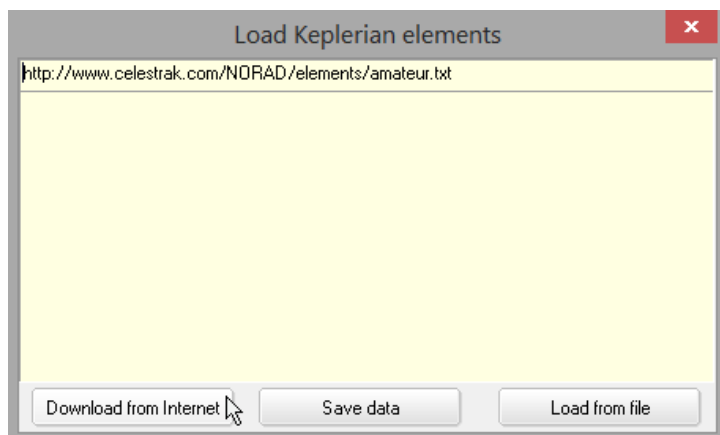 Load Keplerian elements
http://www.celestrak.com/NORAD/elements/amateur.txt
Download from Internet Save data Load from file